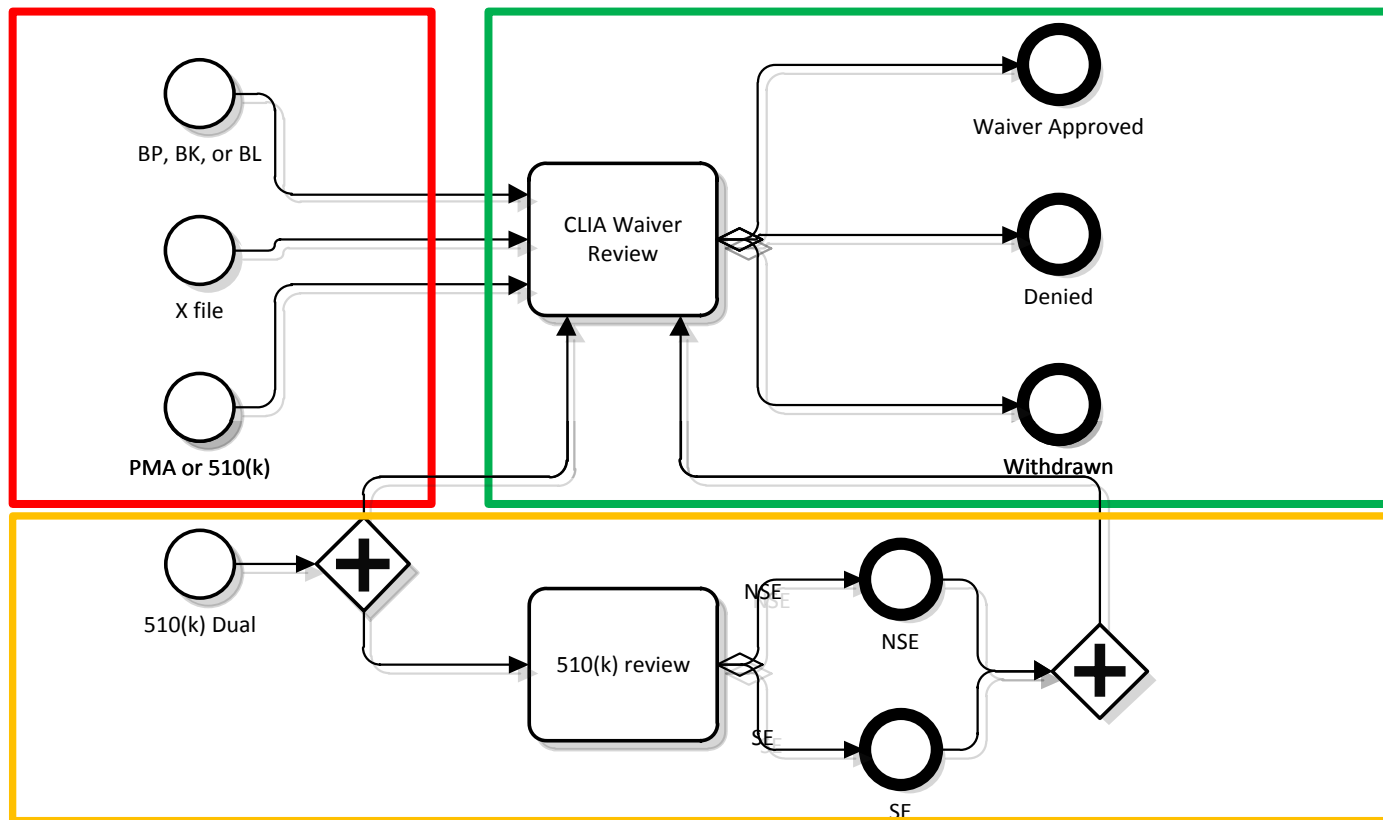 BP, BK, or BL
X file
PMA or 510(k)
CLIA Waiver
Review
Waiver Approved
Denied
Withdrawn
510(k) Dual
510(k) review
NSE
SE
NSE
SE